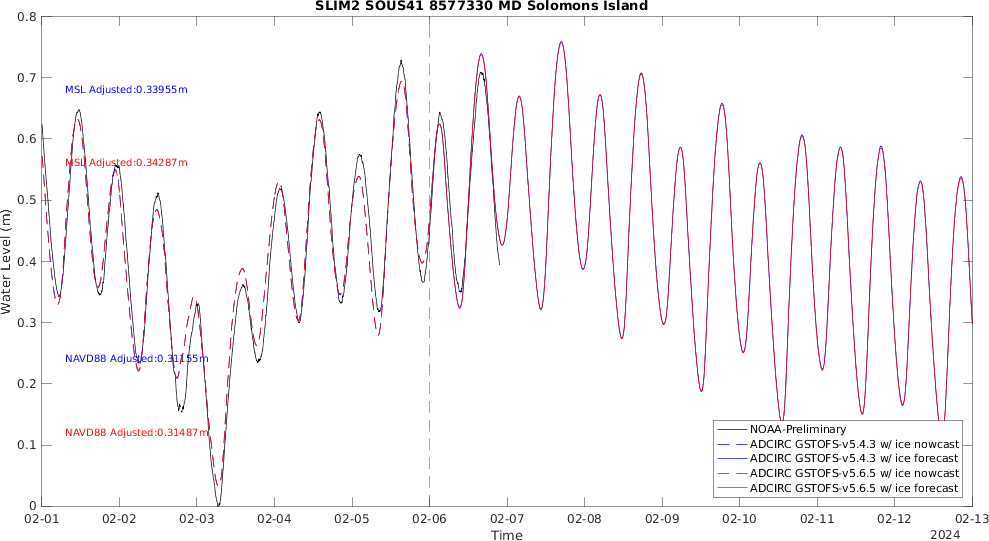 SLIM2 SOUS41 8577330 MD Solomons Island
0.8
0.7
0.6
0.5
0.4
0.3
0.2
0.1
0
Water Level (m)
MSL Adjusted:0.33955m
MSL Adjusted:0.34287m
NAVD88 Adjusted:0.31155m
NAVD88 Adjusted:0.31487m
NOAA-Preliminary
ADCIRC GSTOFS-v5.4.3 w/ ice nowcast
ADCIRC GSTOFS-v5.4.3 w/ ice forecast
ADCIRC GSTOFS-v5.6.5 w/ ice nowcast
ADCIRC GSTOFS-v5.6.5 w/ ice forecast
02-01 02-02 02-03 02-04 02-05 02-06 02-07 02-08 02-09 02-10 02-11 02-12 02-13
Time
2024